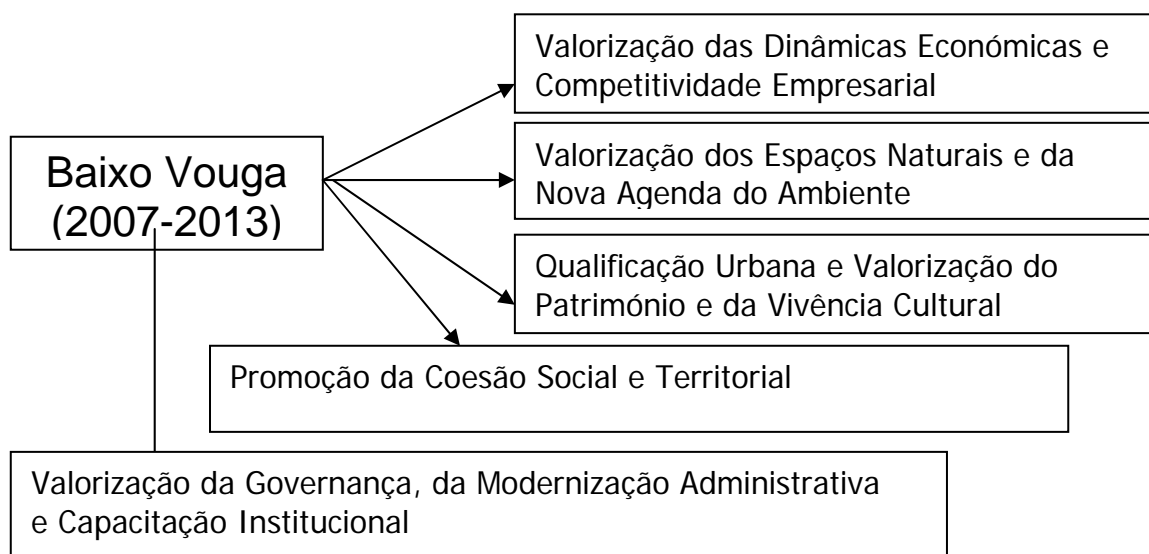 Valorização das Dinâmicas Económicas e
Competitividade Empresarial
Baixo Vouga
(2007-2013)
Valorização dos Espaços Naturais e da
Nova Agenda do Ambiente
Qualificação Urbana e Valorização do
Património e da Vivência Cultural
Promoção da Coesão Social e Territorial
Valorização da Governança, da Modernização Administrativa
e Capacitação Institucional